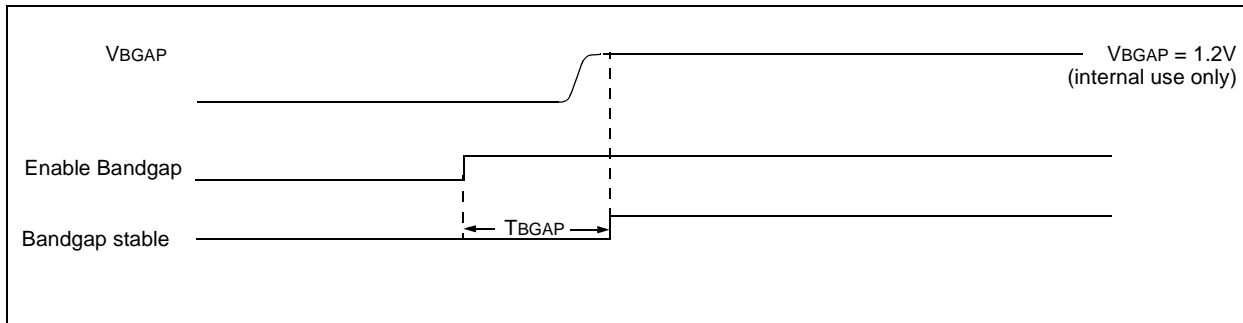 VBGAP
VBGAP = 1.2V
(internal use only)
Enable Bandgap
TBGAP
Bandgap stable